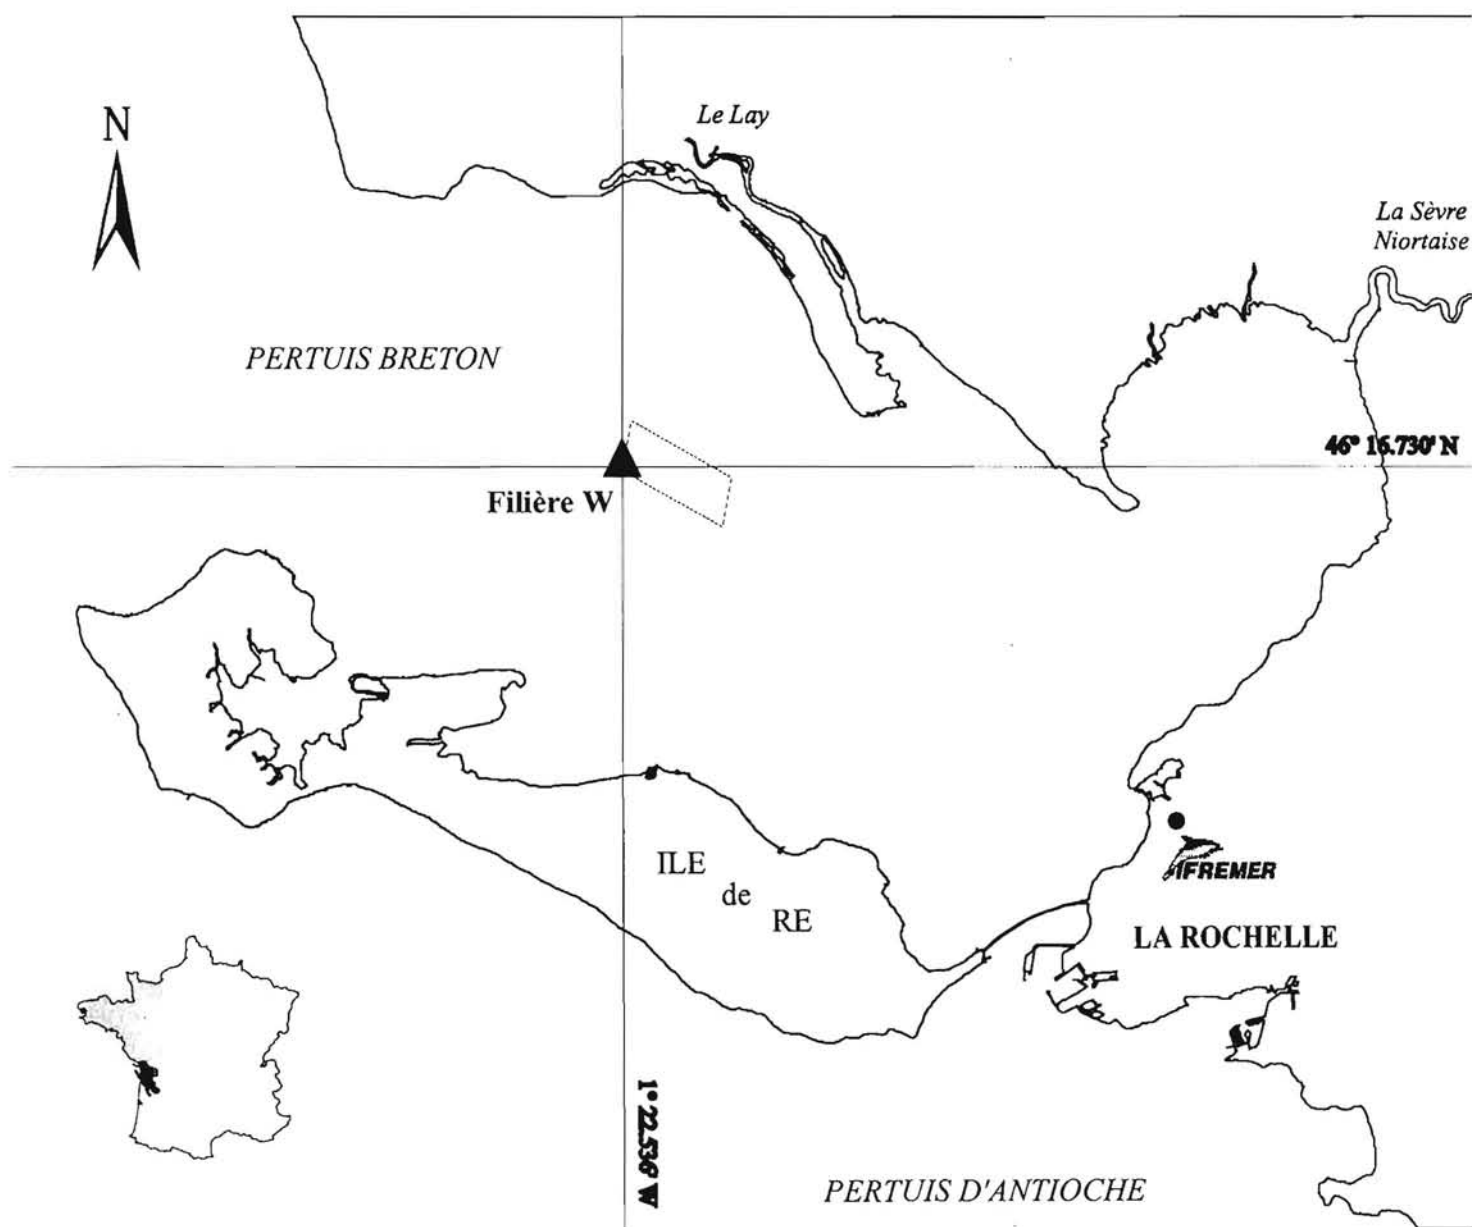 N
Le Lay
La Sèvre
Niortaise
PERTUIS BRETON
46° 16.730' N
Filière W
ILE
de
RE
IFREMER
LA ROCHELLE
1° 22.536 W
PERTUIS D'ANTIOCHE